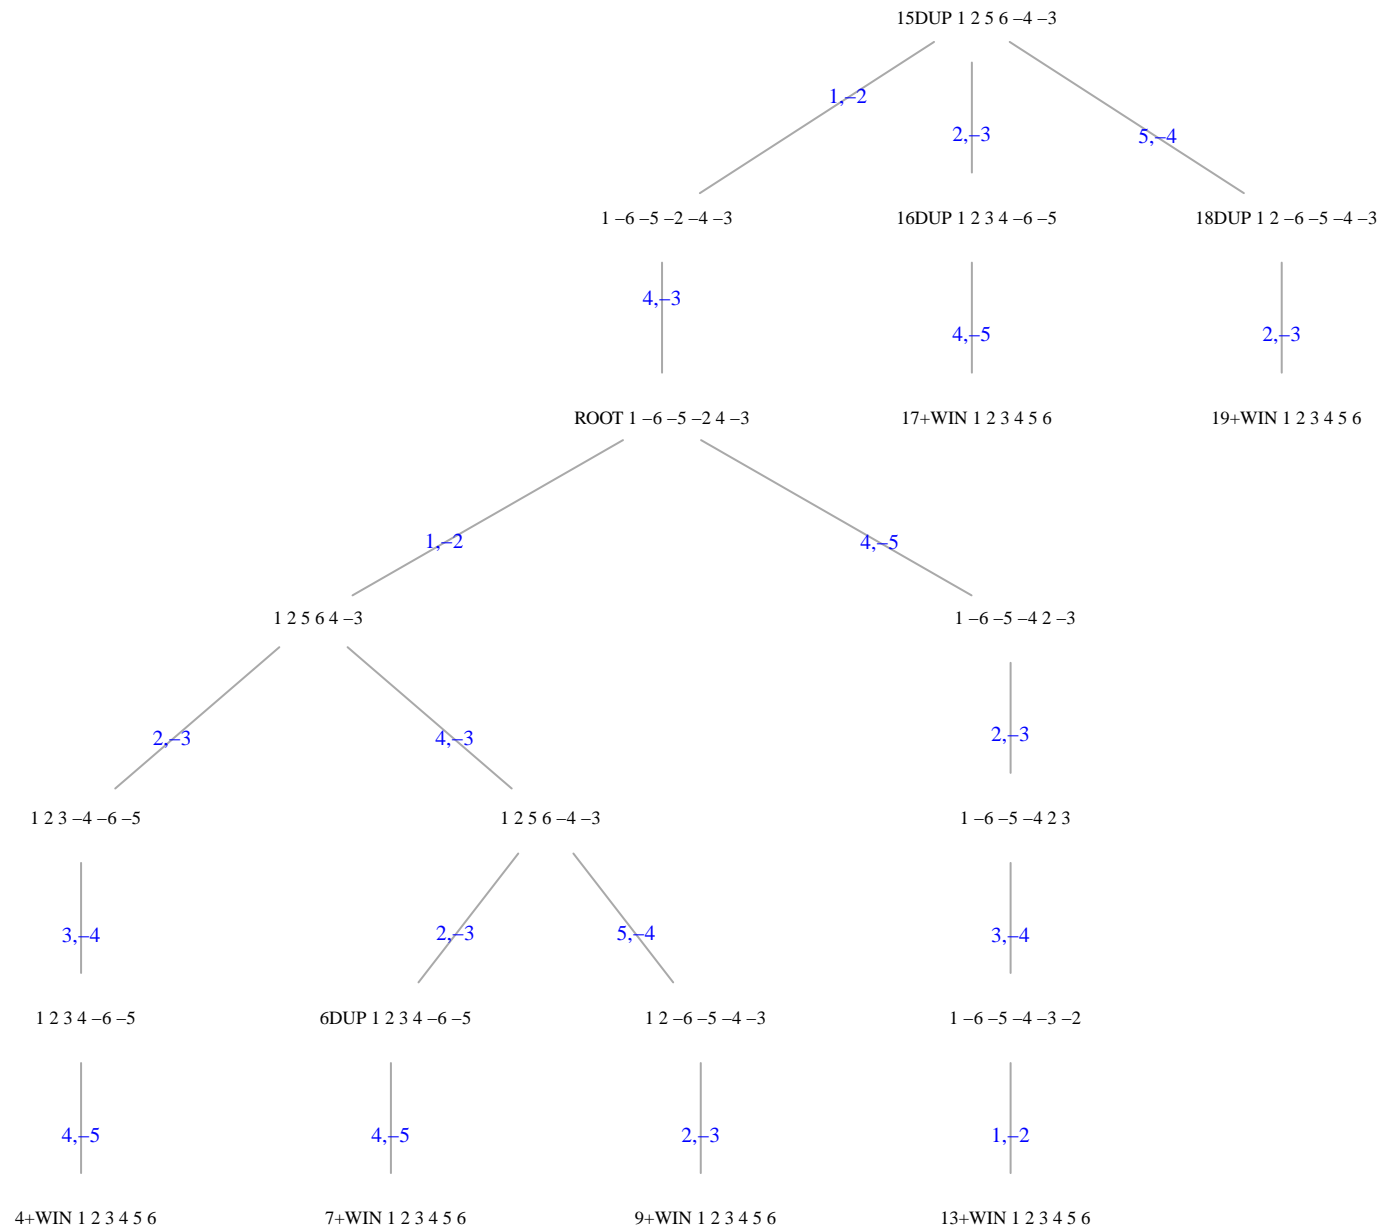 15DUP 1 2 5 6 –4 –3
1,–2
2,–3
5,–4
1 –6 –5 –2 –4 –3
16DUP 1 2 3 4 –6 –5
18DUP 1 2 –6 –5 –4 –3
4,–3
4,–5
2,–3
ROOT 1 –6 –5 –2 4 –3
17+WIN 1 2 3 4 5 6
19+WIN 1 2 3 4 5 6
1,–2
4,–5
1 2 5 6 4 –3
1 –6 –5 –4 2 –3
2,–3
4,–3
2,–3
1 2 3 –4 –6 –5
1 2 5 6 –4 –3
1 –6 –5 –4 2 3
3,–4
2,–3
5,–4
3,–4
1 2 3 4 –6 –5
6DUP 1 2 3 4 –6 –5
1 2 –6 –5 –4 –3
1 –6 –5 –4 –3 –2
4,–5
4,–5
2,–3
1,–2
4+WIN 1 2 3 4 5 6
7+WIN 1 2 3 4 5 6
9+WIN 1 2 3 4 5 6
13+WIN 1 2 3 4 5 6